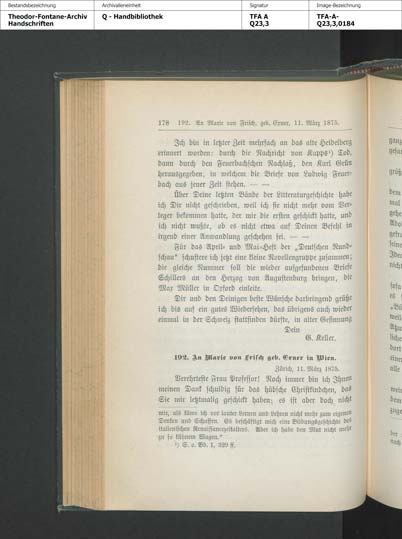 Bestandsbezeichnung
Archivalieneinheit
Signatur
Image-Bezeichnung
Theodor-Fontane-Archiv
Handschriften
Q - Handbibliothek
TFA A
Q23,3
TFA-A-
Q23,3,0184
178 192. An Marie von Frisch, geb. Exner, 11. März 1875.
Ich bin in letzter Zeit mehrfach an das alte Heidelberg
erinnert worden: durch die Nachricht von Kapps¹) Tod,
dann durch den Feuerbachschen Nachlaß, den Karl Grün
herausgegeben, in welchem die Briefe von Ludwig Feuer-
bach aus jener Zeit stehen. — —
Über Deine letzten Bände der Litteraturgeschichte habe
ich Dir nicht geschrieben, weil ich sie nicht mehr vom Ver-
leger bekommen hatte, der mir die ersten geschickt hatte, und
ich nicht wußte, ob es nicht etwa auf Deinen Befehl in
irgend einer Anwandlung geschehen sei. — —
Für das April- und Mai-Heft der „Deutschen Rund-
schau“ schustere ich jetzt eine kleine Novellengruppe zusammen;
die gleiche Nummer soll die wieder aufgefundenen Briefe
Schillers an den Herzog von Augustenburg bringen, die
Max Müller in Oxford einleite.
Dir und den Deinigen beste Wünsche darbringend grüße
ich bis auf ein gutes Wiedersehen, das übrigens auch wieder
einmal in der Schweiz stattfinden dürfte, in alter Gesinnung
Dein
G. Keller.
192. An Marie von Frisch geb. Exner in Wien.
Zürich, 11. März 1875.
Verehrteste Frau Professor! Noch immer bin ich Ihnen
meinen Dank schuldig für das hübsche Christkindchen, das
Sie mir letztmalig geschickt haben; es ist aber doch nicht
mir, als käme ich vor lauter Lernen und Lehren nicht mehr zum eigenen
Denken und Schaffen. Es beschäftigt mich eine Bildungsgeschichte des
italienischen Renaissancezeitalters. Aber ich habe den Mut nicht mehr
zu so kühnem Wagen.“
¹) S. o. Bd. I, 329 ff.